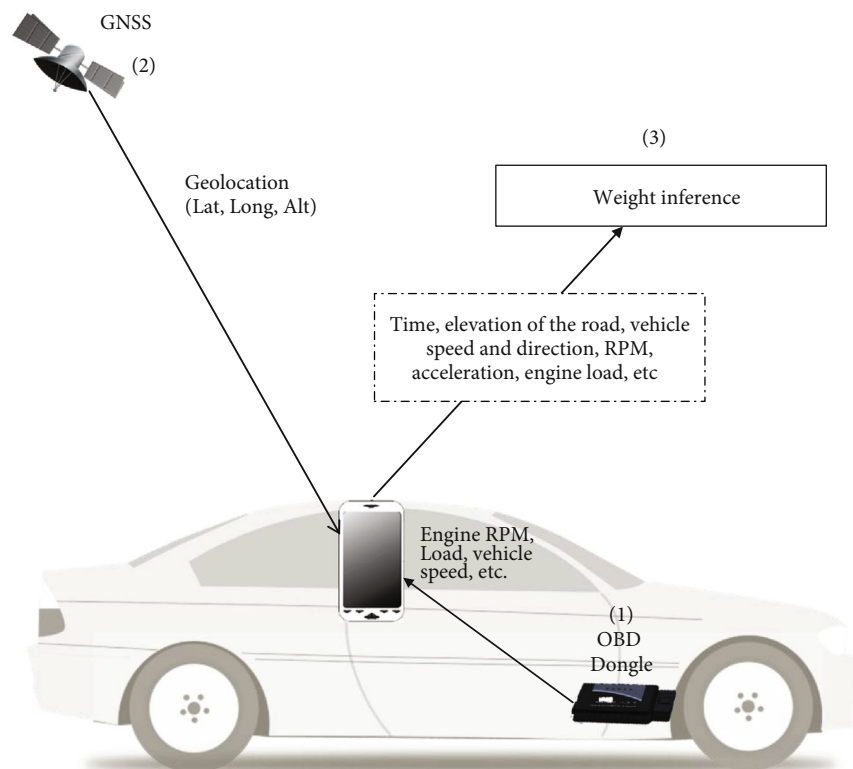 GNSS
(2)
Geolocation
(Lat, Long, Alt)
(3)
Weight inference
Time, elevation of the road, vehicle
speed and direction, RPM,
acceleration, engine load, etc
Engine RPM,
Load, vehicle
speed, etc.
(1)
OBD
Dongle